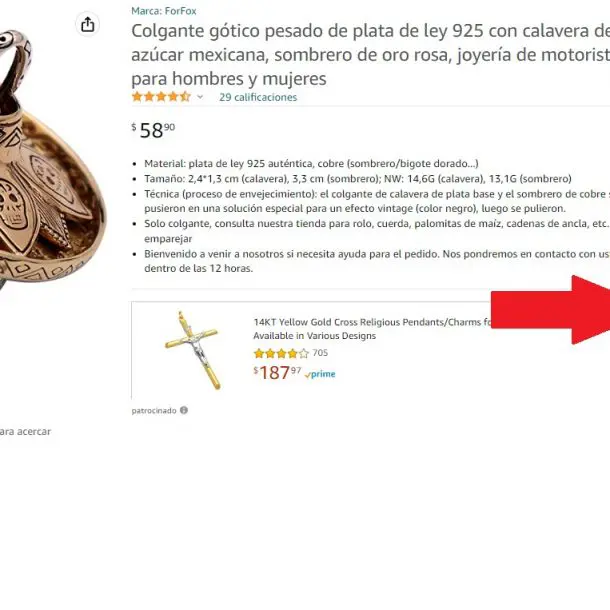 Marca: ForFox
Colgante gótico pesado de plata de ley 925 con calavera de
azúcar mexicana, sombrero de oro rosa, joyería de motorist
para hombres y mujeres
29 calificaciones
$58⁹⁰
• Material: plata de ley 925 auténtica, cobre (sombrero/bigote dorado...)
• Tamaño: 2,4*1,3 cm (calavera), 3,3 cm (sombrero); NW: 14,6G (calavera), 13,1G (sombrero)
• Técnica (proceso de envejecimiento): el colgante de calavera de plata base y el sombrero de cobre s
pusieron en una solución especial para un efecto vintage (color negro), luego se pulieron.
• Solo colgante, consulta nuestra tienda para rolo, cuerda, palomitas de maíz, cadenas de ancla, etc.
emparejar
• Bienvenido a venir a nosotros si necesita ayuda para el pedido. Nos pondremos en contacto con us
dentro de las 12 horas.
14KT Yellow Gold Cross Religious Pendants/Charms fo
Available in Various Designs
705
$187⁹⁷ prime
patrocinado
ara acercar